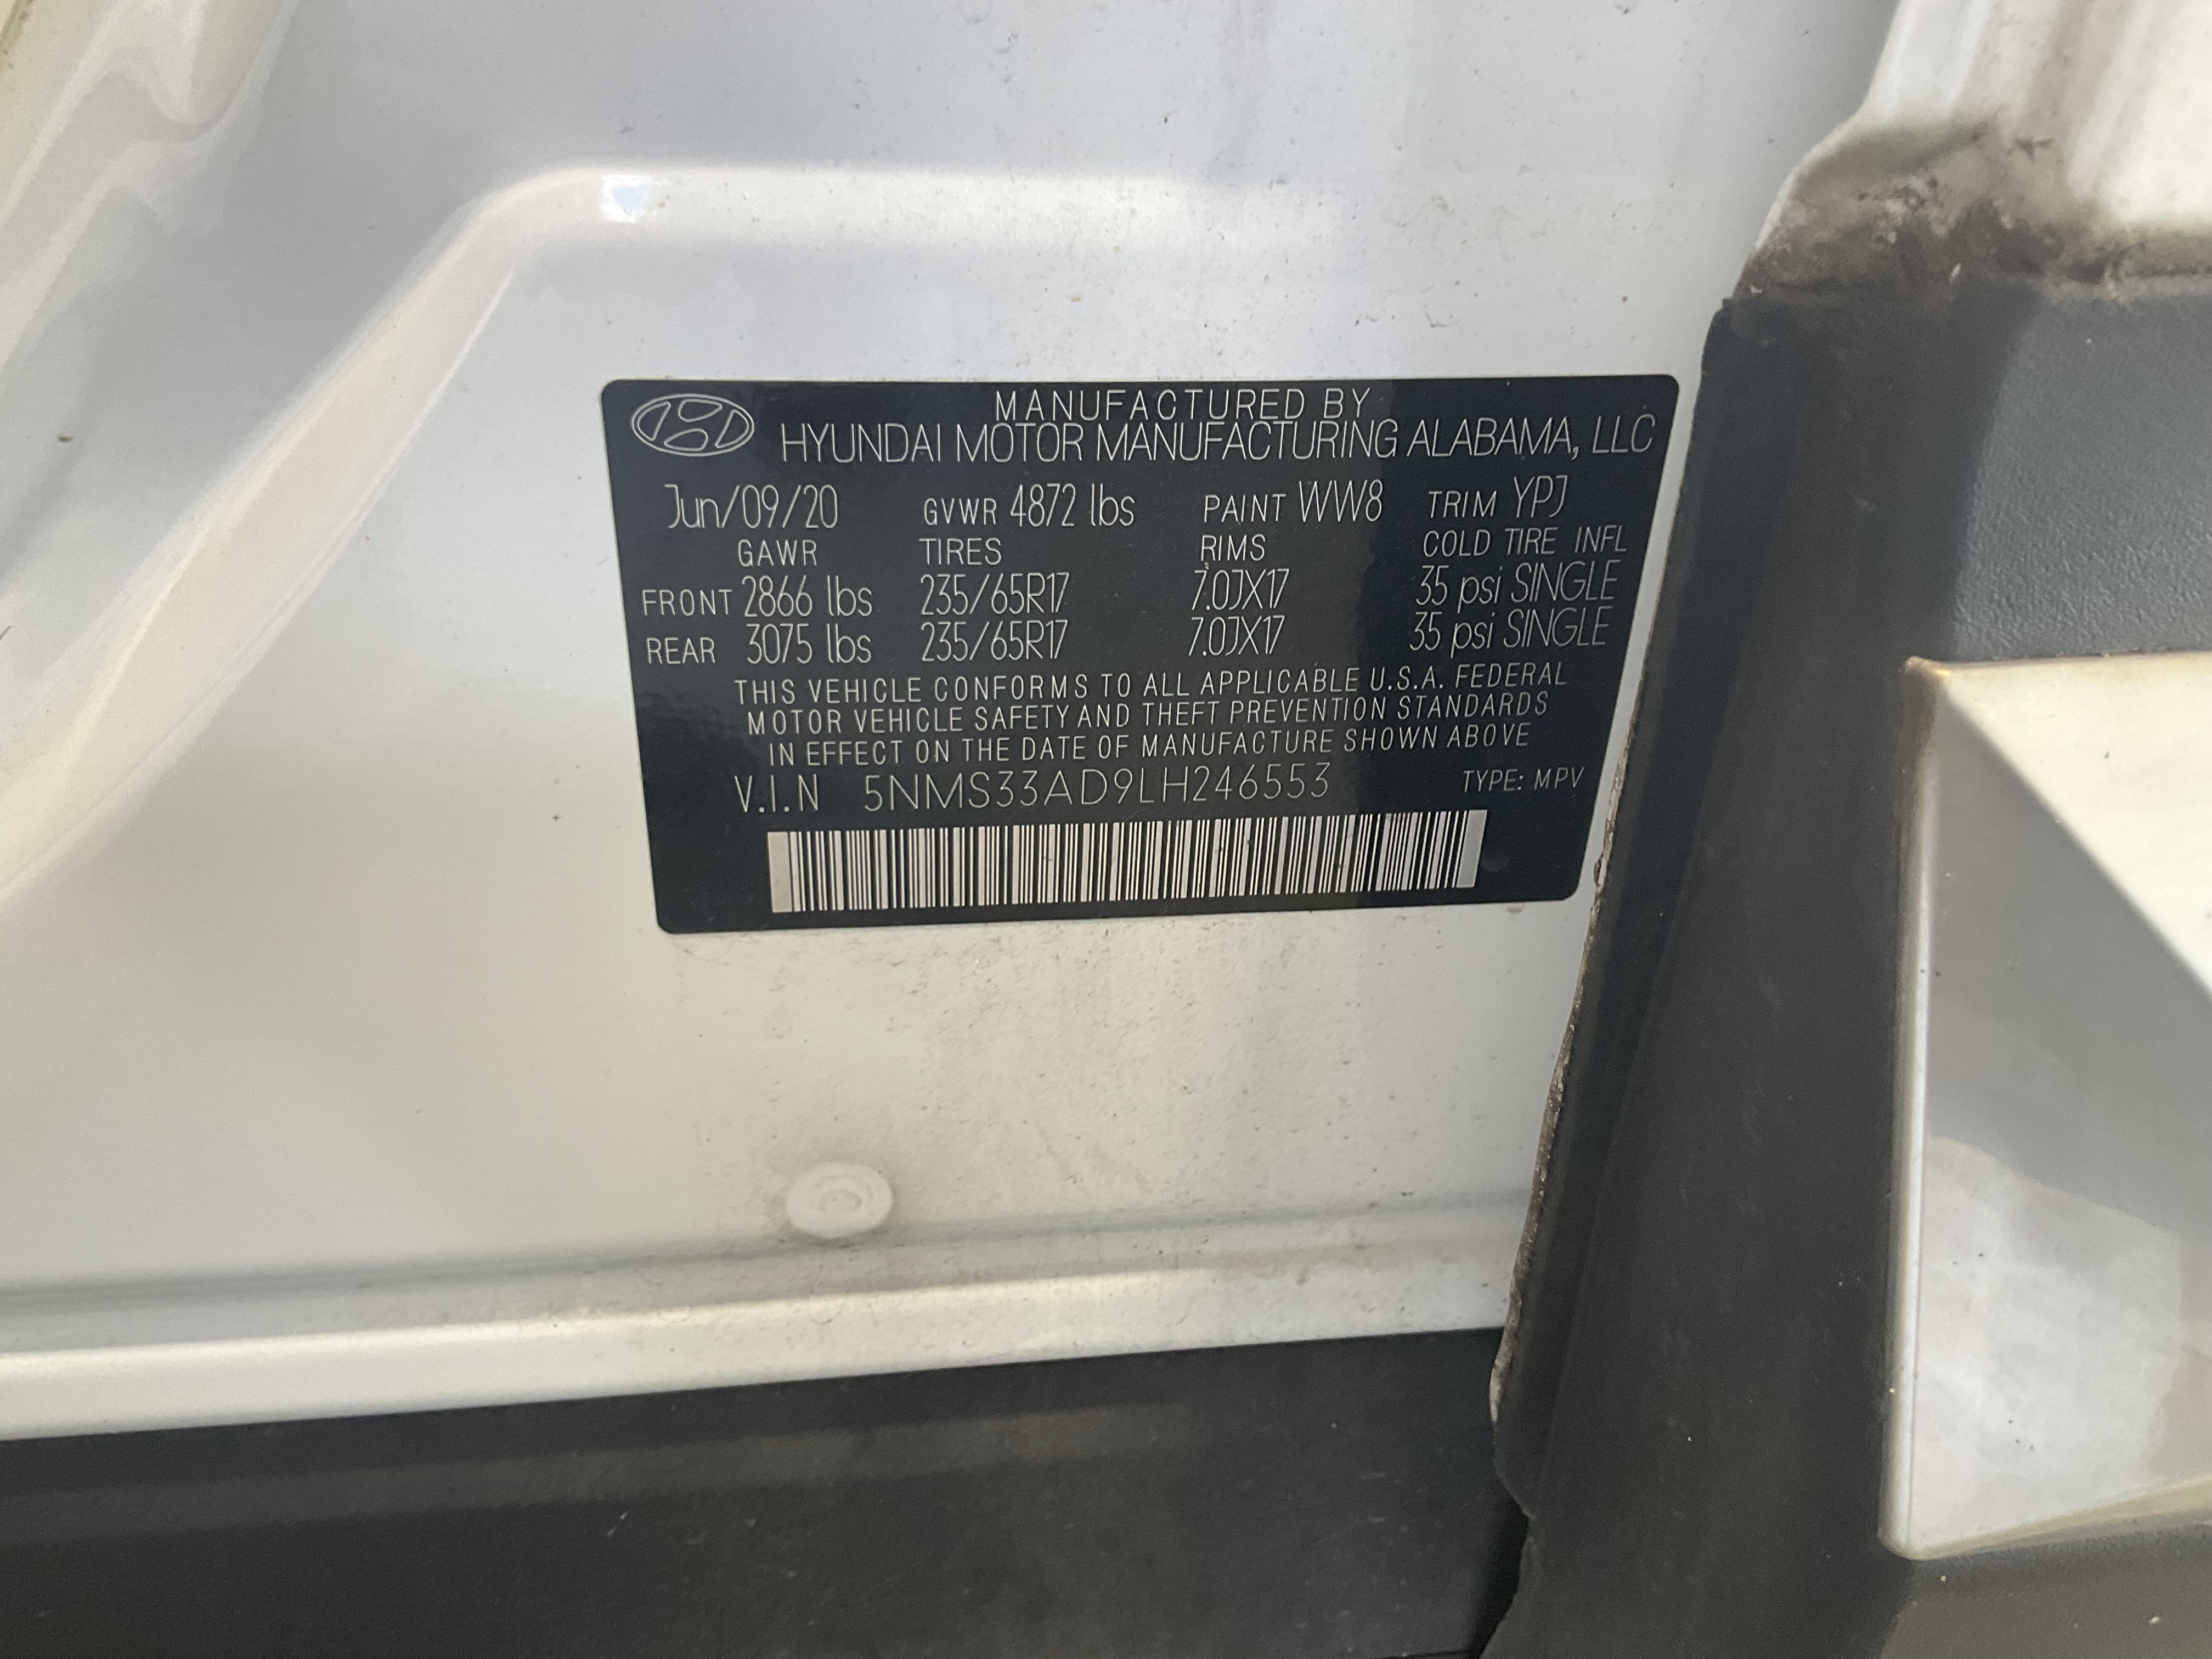 MANUFACTURED BY
HYUNDAI MOTOR MANUFACTURING ALABAMA, LLC
Jun/09/20 GVWR 4872 lbs PAINT WW8 TRIM YPJ
GAWR TIRES RIMS COLD TIRE INFL
FRONT 2866 lbs 235/65R17 7.0JX17 35 psi SINGLE
REAR 3075 lbs 235/65R17 7.0JX17 35 psi SINGLE
THIS VEHICLE CONFORMS TO ALL APPLICABLE U.S.A. FEDERAL
MOTOR VEHICLE SAFETY AND THEFT PREVENTION STANDARDS
IN EFFECT ON THE DATE OF MANUFACTURE SHOWN ABOVE
V.I.N 5NMS33AD9LH246553 TYPE: MPV